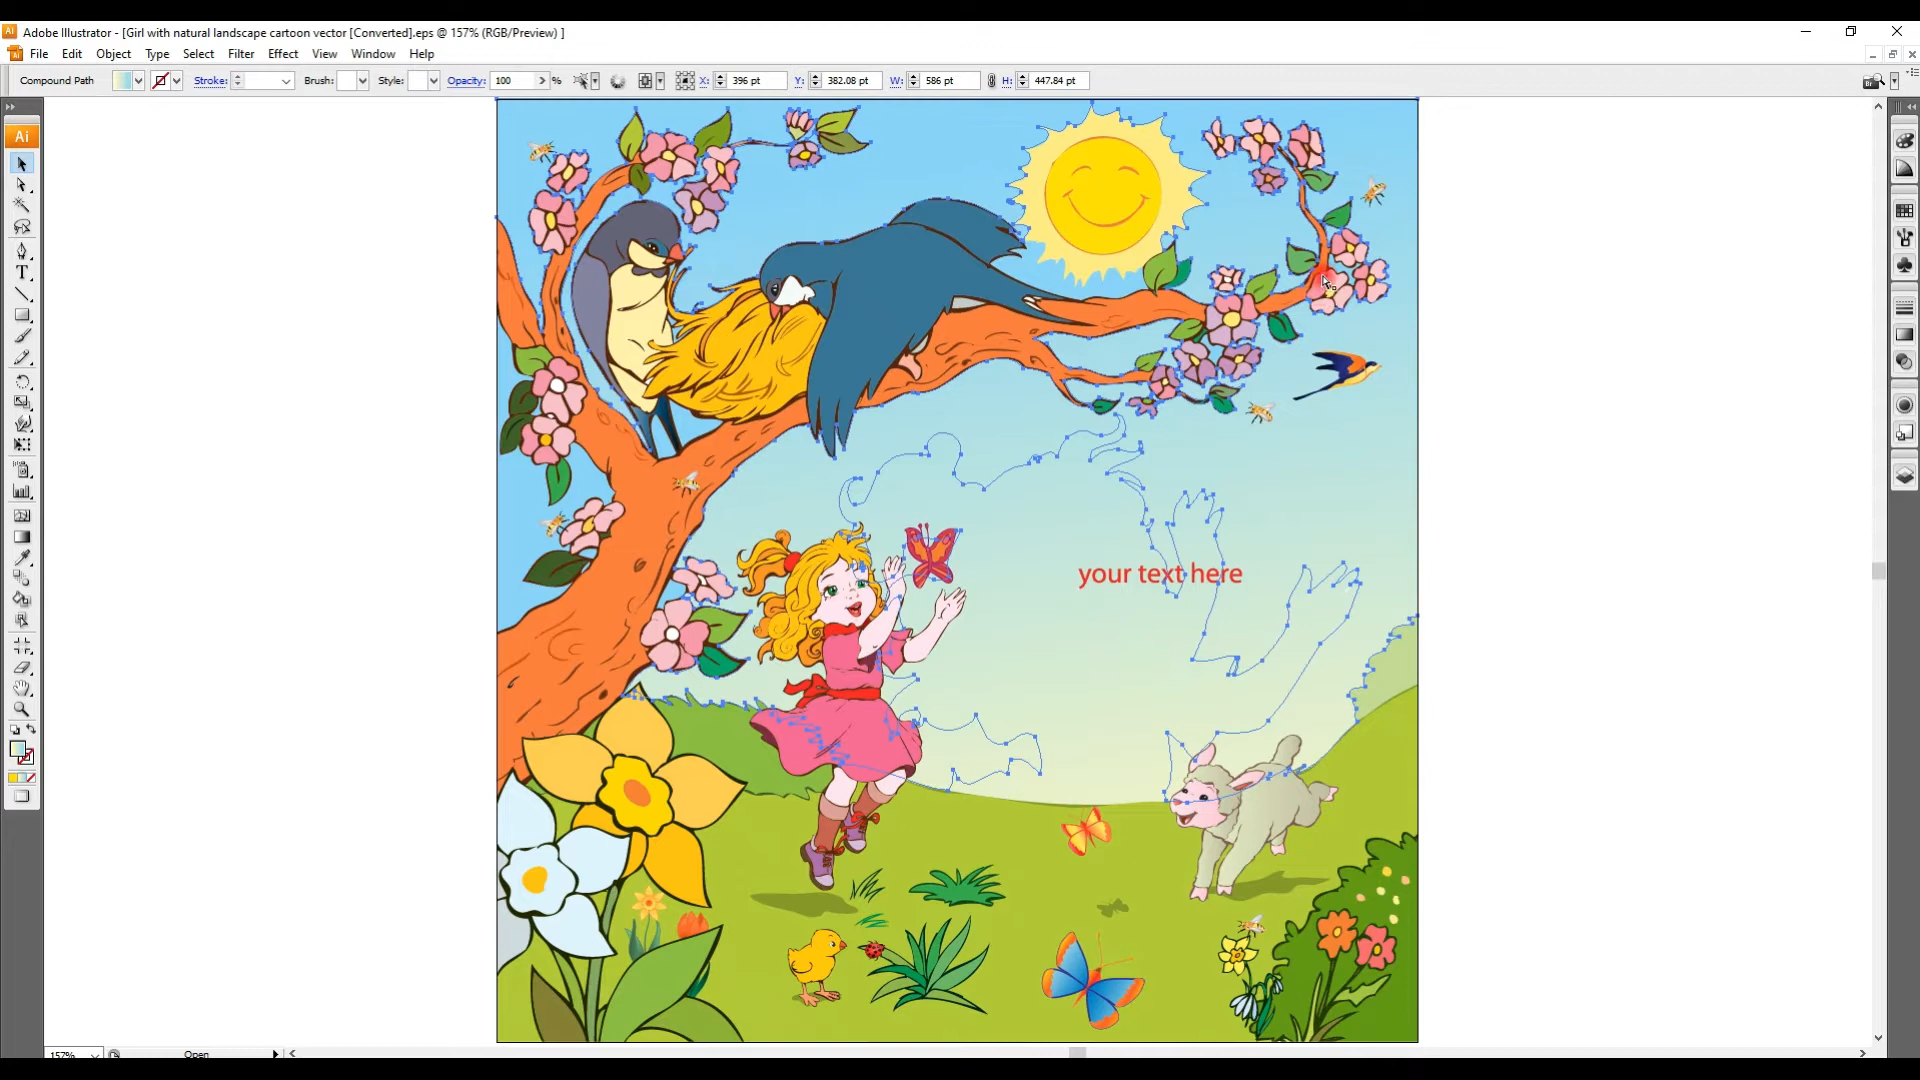 Adobe Illustrator - [Girl with natural landscape cartoon vector [Converted].eps @ 157% (RGB/Preview) ]
File Edit Object Type Select Filter Effect View Window Help
Compound Path Stroke: Brush: Style: Opacity: 100 % X: 396 pt Y: 382.08 pt W: 586 pt H: 447.84 pt
Ai
T
your text here
157% Open